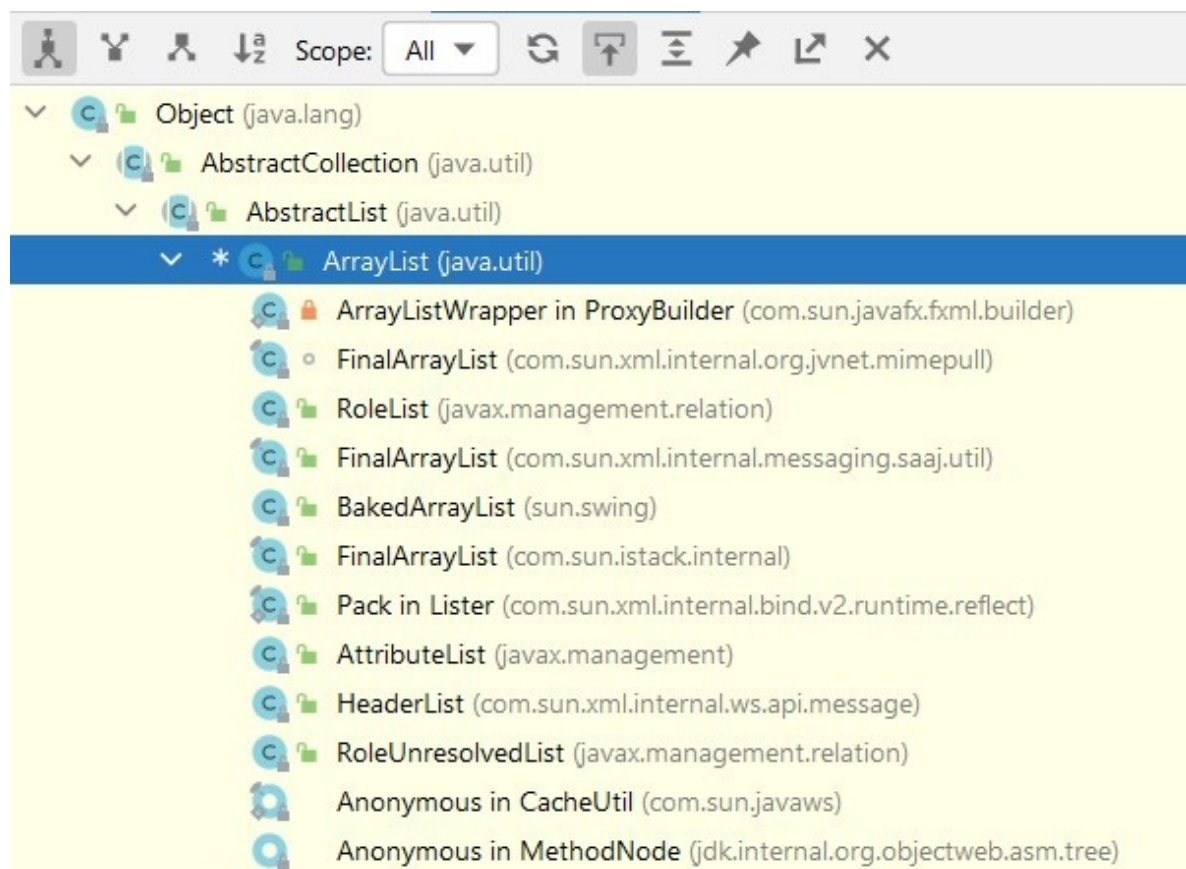 Scope: All
Object (java.lang)
AbstractCollection (java.util)
AbstractList (java.util)
* ArrayList (java.util)
ArrayListWrapper in ProxyBuilder (com.sun.javafx.fxml.builder)
FinalArrayList (com.sun.xml.internal.org.jvnet.mimepull)
RoleList (javax.management.relation)
FinalArrayList (com.sun.xml.internal.messaging.saaj.util)
BakedArrayList (sun.swing)
FinalArrayList (com.sun.istack.internal)
Pack in Lister (com.sun.xml.internal.bind.v2.runtime.reflect)
AttributeList (javax.management)
HeaderList (com.sun.xml.internal.ws.api.message)
RoleUnresolvedList (javax.management.relation)
Anonymous in CacheUtil (com.sun.javaws)
Anonymous in MethodNode (jdk.internal.org.objectweb.asm.tree)